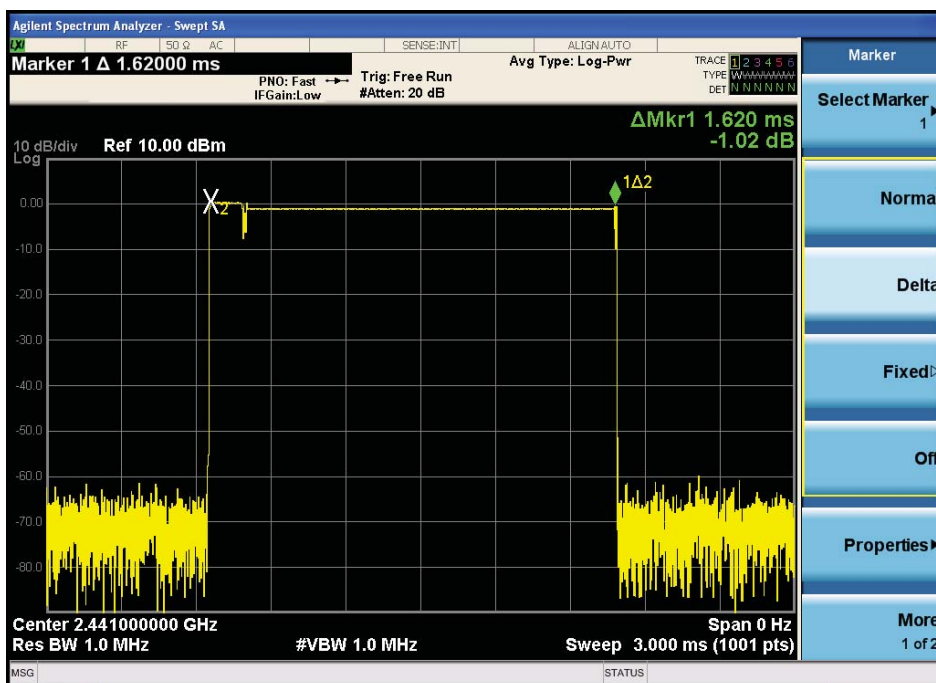 Agilent Spectrum Analyzer - Swept SA
LXI RF 50 Ω AC SENSE:INT ALIGN AUTO
Marker 1 Δ 1.62000 ms
PNO: Fast
IFGain:Low
Trig: Free Run
#Atten: 20 dB
Avg Type: Log-Pwr
TRACE 1 2 3 4 5 6
TYPE W
DET N N N N N N
ΔMkr1 1.620 ms
-1.02 dB
10 dB/div Ref 10.00 dBm
Log
0.00
-10.0
-20.0
-30.0
-40.0
-50.0
-60.0
-70.0
-80.0
X2
1Δ2
Center 2.441000000 GHz
Span 0 Hz
Res BW 1.0 MHz
#VBW 1.0 MHz
Sweep 3.000 ms (1001 pts)
MSG
STATUS
Marker
Select Marker
1
Norma
Delta
Fixed
Off
Properties
More
1 of 2